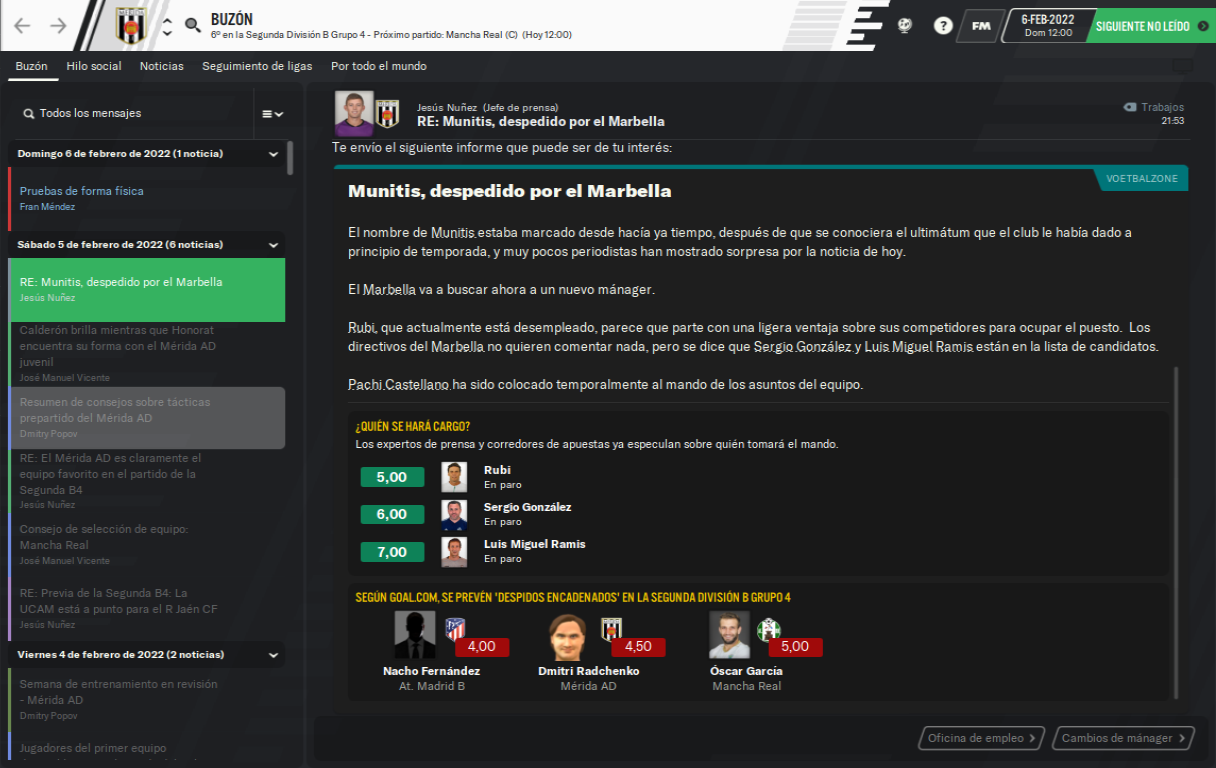 BUZÓN
6º en la Segunda División B Grupo 4 - Próximo partido: Mancha Real (C) (Hoy 12:00)
?
FM
6-FEB-2022
Dom 12:00
SIGUIENTE NO LEÍDO
Buzón
Hilo social
Noticias
Seguimiento de ligas
Por todo el mundo
Todos los mensajes
Domingo 6 de febrero de 2022 (1 noticia)
Pruebas de forma física
Fran Méndez
Sábado 5 de febrero de 2022 (6 noticias)
RE: Munitis, despedido por el Marbella
Jesús Nuñez
Calderón brilla mientras que Honorat
encuentra su forma con el Mérida AD
juvenil
José Manuel Vicente
Resumen de consejos sobre tácticas
prepartido del Mérida AD
Dmitry Popov
RE: El Mérida AD es claramente el
equipo favorito en el partido de la
Segunda B4
Jesús Nuñez
Consejo de selección de equipo:
Mancha Real
José Manuel Vicente
RE: Previa de la Segunda B4: La
UCAM está a punto para el R Jaén CF
Jesús Nuñez
Viernes 4 de febrero de 2022 (2 noticias)
Semana de entrenamiento en revisión
- Mérida AD
Dmitry Popov
Jugadores del primer equipo
Jesús Nuñez (Jefe de prensa)
RE: Munitis, despedido por el Marbella
Trabajos
21:53
Te envío el siguiente informe que puede ser de tu interés:
VOETBALZONE
Munitis, despedido por el Marbella
El nombre de Munitis estaba marcado desde hacía ya tiempo, después de que se conociera el ultimátum que el club le había dado a
principio de temporada, y muy pocos periodistas han mostrado sorpresa por la noticia de hoy.
El Marbella va a buscar ahora a un nuevo mánager.
Rubi, que actualmente está desempleado, parece que parte con una ligera ventaja sobre sus competidores para ocupar el puesto. Los
directivos del Marbella no quieren comentar nada, pero se dice que Sergio González y Luis Miguel Ramis están en la lista de candidatos.
Pachi Castellano ha sido colocado temporalmente al mando de los asuntos del equipo.
¿QUIÉN SE HARÁ CARGO?
Los expertos de prensa y corredores de apuestas ya especulan sobre quién tomará el mando.
5,00
Rubi
En paro
6,00
Sergio González
En paro
7,00
Luis Miguel Ramis
En paro
SEGÚN GOAL.COM, SE PREVÉN 'DESPIDOS ENCADENADOS' EN LA SEGUNDA DIVISIÓN B GRUPO 4
4,00
4,50
5,00
Nacho Fernández
Dmitri Radchenko
Óscar García
At. Madrid B
Mérida AD
Mancha Real
Oficina de empleo
Cambios de mánager